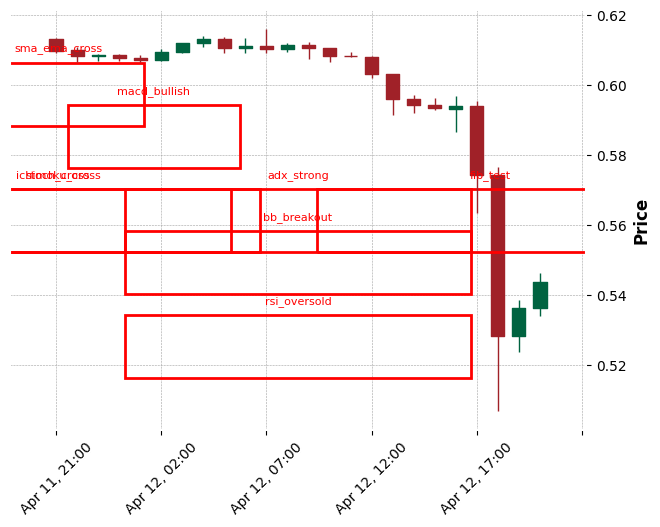 0.62
sma_ema_cross
0.60
macd_bullish
0.58
stoch_cross
adx_strong
fib_test
0.56
bb_breakout
Price
0.54
rsi_oversold
0.52
Apr 11, 21:00
Apr 12, 02:00
Apr 12, 07:00
Apr 12, 12:00
Apr 12, 17:00